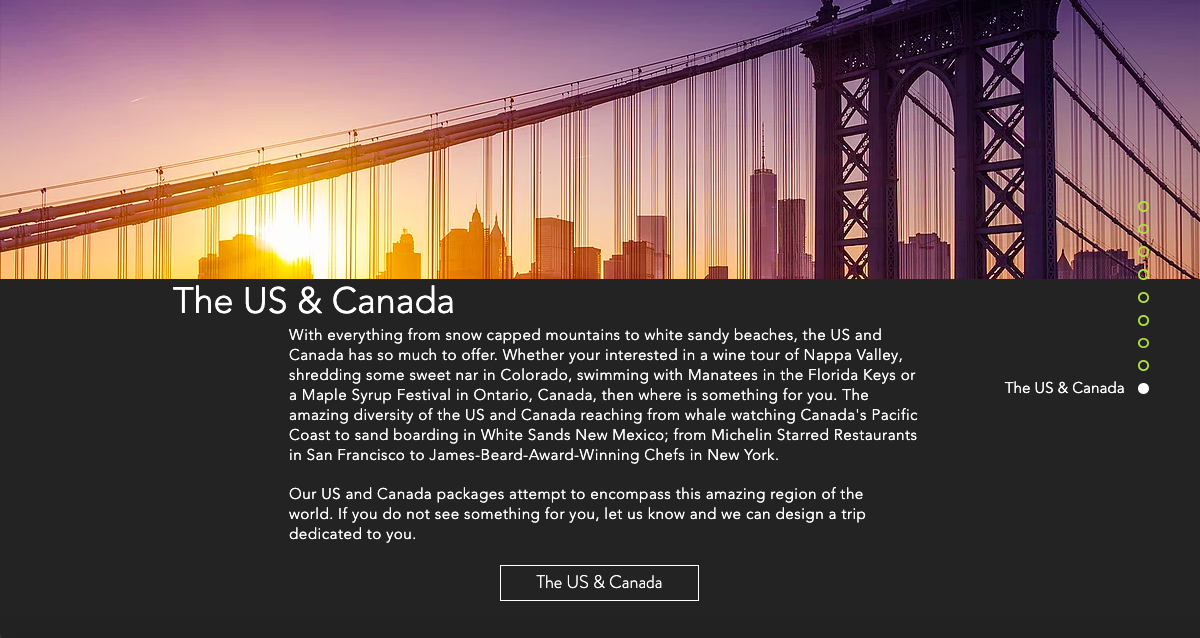 The US & Canada
With everything from snow capped mountains to white sandy beaches, the US and
Canada has so much to offer. Whether your interested in a wine tour of Nappa Valley,
shredding some sweet nar in Colorado, swimming with Manatees in the Florida Keys or
a Maple Syrup Festival in Ontario, Canada, then where is something for you. The
amazing diversity of the US and Canada reaching from whale watching Canada's Pacific
Coast to sand boarding in White Sands New Mexico; from Michelin Starred Restaurants
in San Francisco to James-Beard-Award-Winning Chefs in New York.
Our US and Canada packages attempt to encompass this amazing region of the
world. If you do not see something for you, let us know and we can design a trip
dedicated to you.
The US & Canada
The US & Canada